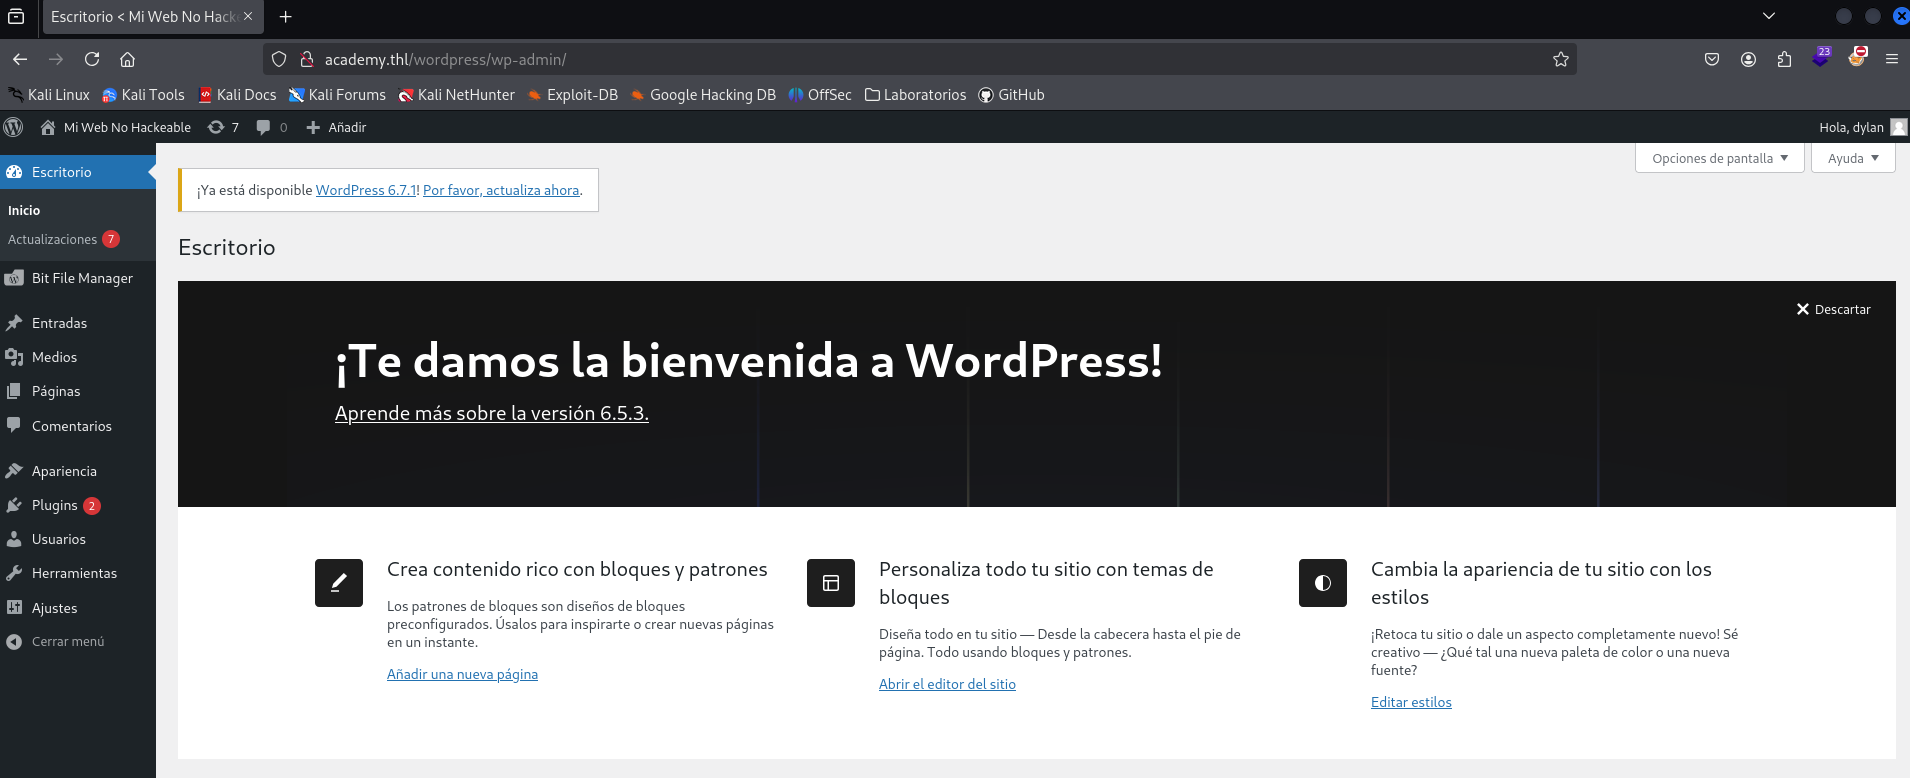 Escritorio < Mi Web No Hack
academy.thl/wordpress/wp-admin/
23
Kali Linux Kali Tools Kali Docs Kali Forums Kali NetHunter Exploit-DB Google Hacking DB OffSec Laboratorios GitHub
Mi Web No Hackeable 7 0 Añadir Hola, dylan
Opciones de pantalla Ayuda
Escritorio
Inicio
Actualizaciones 7
Bit File Manager
Entradas
Medios
Páginas
Comentarios
Apariencia
Plugins 2
Usuarios
Herramientas
Ajustes
Cerrar menú
¡Ya está disponible WordPress 6.7.1! Por favor, actualiza ahora.
Escritorio
Descartar
¡Te damos la bienvenida a WordPress!
Aprende más sobre la versión 6.5.3.
Crea contenido rico con bloques y patrones
Los patrones de bloques son diseños de bloques
preconfigurados. Úsalos para inspirarte o crear nuevas páginas
en un instante.
Añadir una nueva página
Personaliza todo tu sitio con temas de
bloques
Diseña todo en tu sitio — Desde la cabecera hasta el pie de
página. Todo usando bloques y patrones.
Abrir el editor del sitio
Cambia la apariencia de tu sitio con los
estilos
¡Retoca tu sitio o dale un aspecto completamente nuevo! Sé
creativo — ¿Qué tal una nueva paleta de color o una nueva
fuente?
Editar estilos